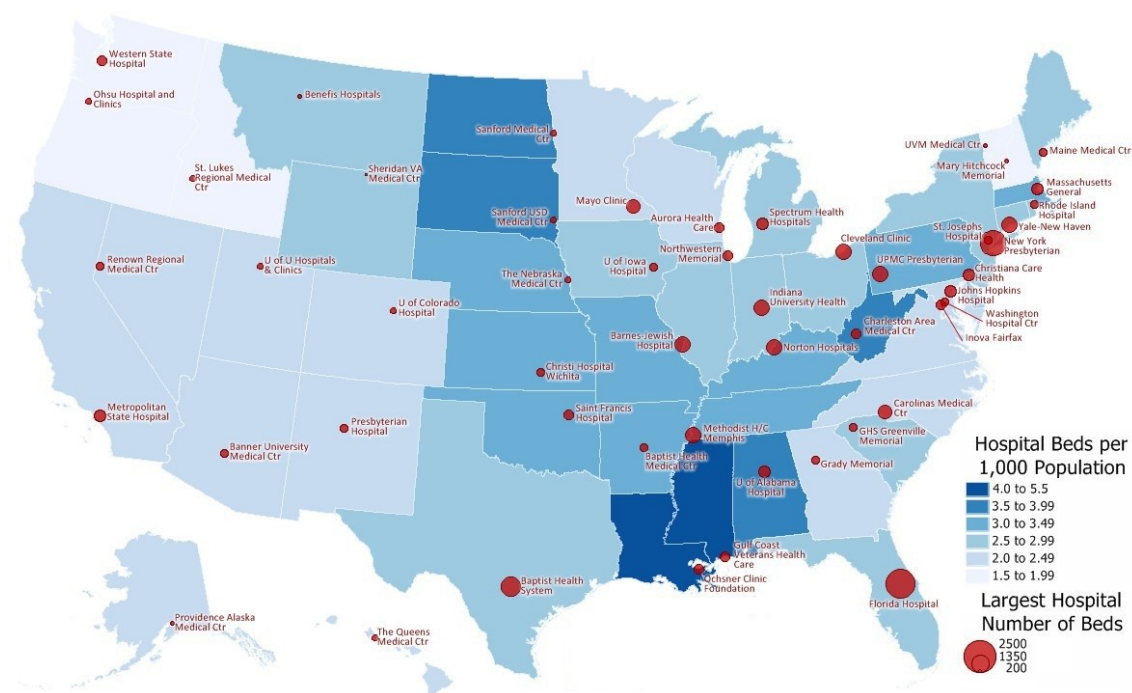 Western State
Hospital
Ohsu Hospital and
Clinics
Benefis Hospitals
St. Lukes
Regional Medical
Ctr
Sheridan VA
Medical Ctr
Sanford Medical
Ctr
Sanford USD
Medical Ctr
Mayo Clinic
Aurora Health
Care
Spectrum Health
Hospitals
UVM Medical Ctr
Mary Hitchcock
Memorial
Maine Medical Ctr
Massachusetts
General
Rhode Island
Hospital
Yale-New Haven
St. Josephs
Hospital
New York
Presbyterian
Cleveland Clinic
UPMC Presbyterian
Christiana Care
Health
Johns Hopkins
Hospital
Washington
Hospital Ctr
Inova Fairfax
Northwestern
Memorial
U of Iowa
Hospital
The Nebraska
Medical Ctr
Renown Regional
Medical Ctr
U of U Hospitals
& Clinics
U of Colorado
Hospital
Indiana
University Health
Charleston Area
Medical Ctr
Barnes-Jewish
Hospital
Norton Hospitals
Christi Hospital
Wichita
Metropolitan
State Hospital
Banner University
Medical Ctr
Presbyterian
Hospital
Saint Francis
Hospital
Methodist H/C
Memphis
Baptist Health
Medical Ctr
Carolinas Medical
Ctr
GHS Greenville
Memorial
Grady Memorial
U of Alabama
Hospital
Gulf Coast
Veterans Health
Care
Ochsner Clinic
Foundation
Baptist Health
System
Florida Hospital
Providence Alaska
Medical Ctr
The Queens
Medical Ctr
Hospital Beds per
1,000 Population
4.0 to 5.5
3.5 to 3.99
3.0 to 3.49
2.5 to 2.99
2.0 to 2.49
1.5 to 1.99
Largest Hospital
Number of Beds
2500
1350
200